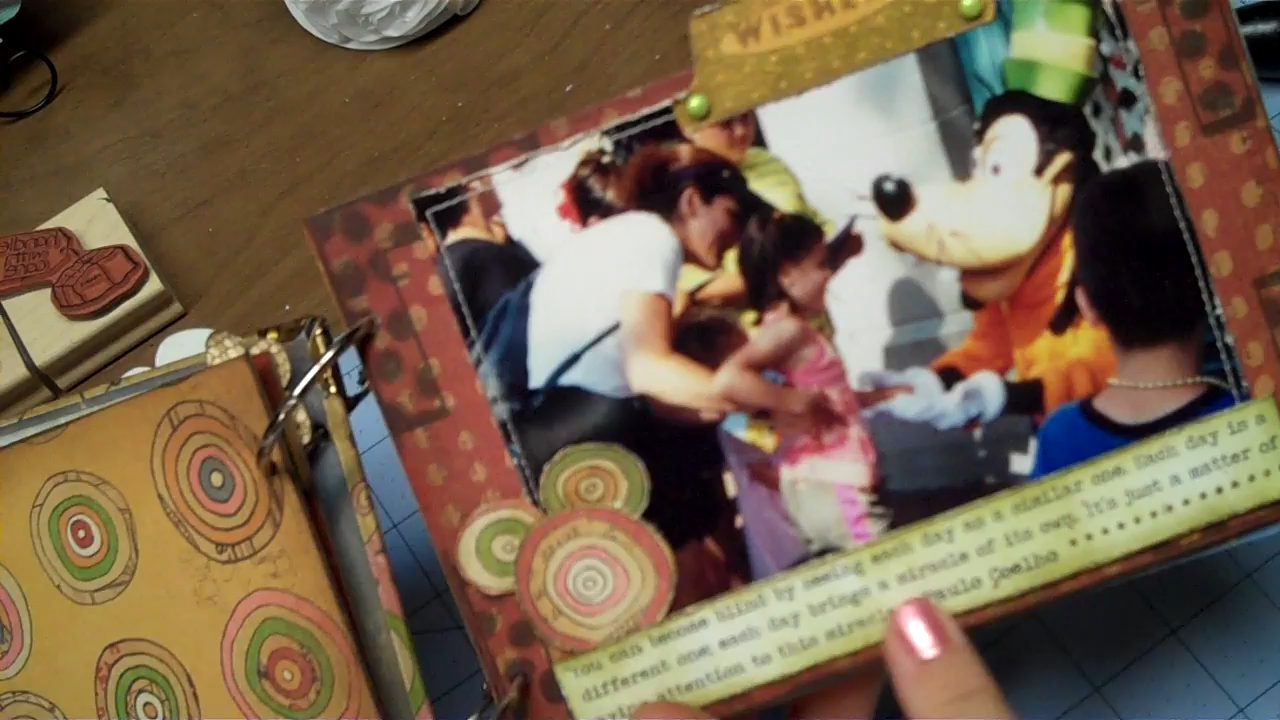 WISHE
You can become blind by seeing each day as a similar one. Each day is a
different one each day brings a miracle of its own. It's just a matter of
attention to this miracle Paulo Coelho